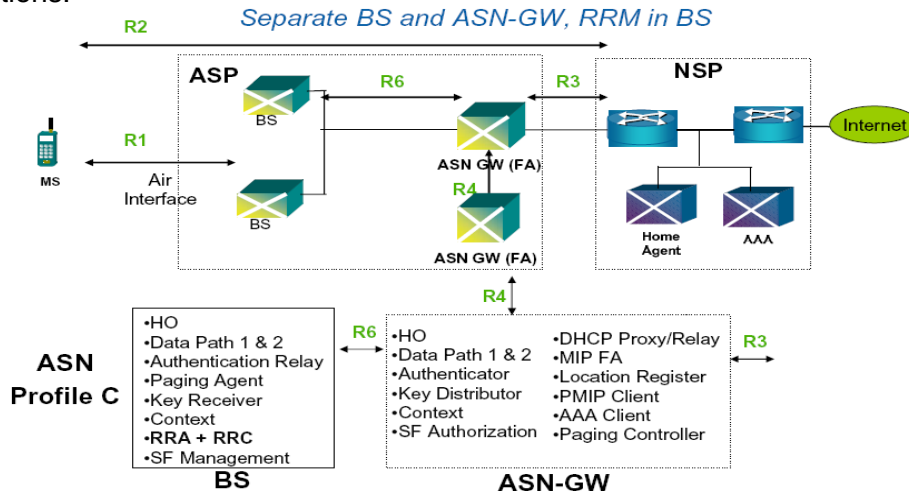 tions.
Separate BS and ASN-GW, RRM in BS
R2
ASP
NSP
R6
R3
BS
Internet
R1
MS
ASN GW (FA)
Air
Interface
R4
BS
Home
Agent
AAA
ASN GW (FA)
R4
ASN
Profile C
•HO
•Data Path 1 & 2
•Authentication Relay
•Paging Agent
•Key Receiver
•Context
•RRA + RRC
•SF Management
BS
R6
•HO
•Data Path 1 & 2
•Authenticator
•Key Distributor
•Context
•SF Authorization
•DHCP Proxy/Relay
•MIP FA
•Location Register
•PMIP Client
•AAA Client
•Paging Controller
ASN-GW
R3